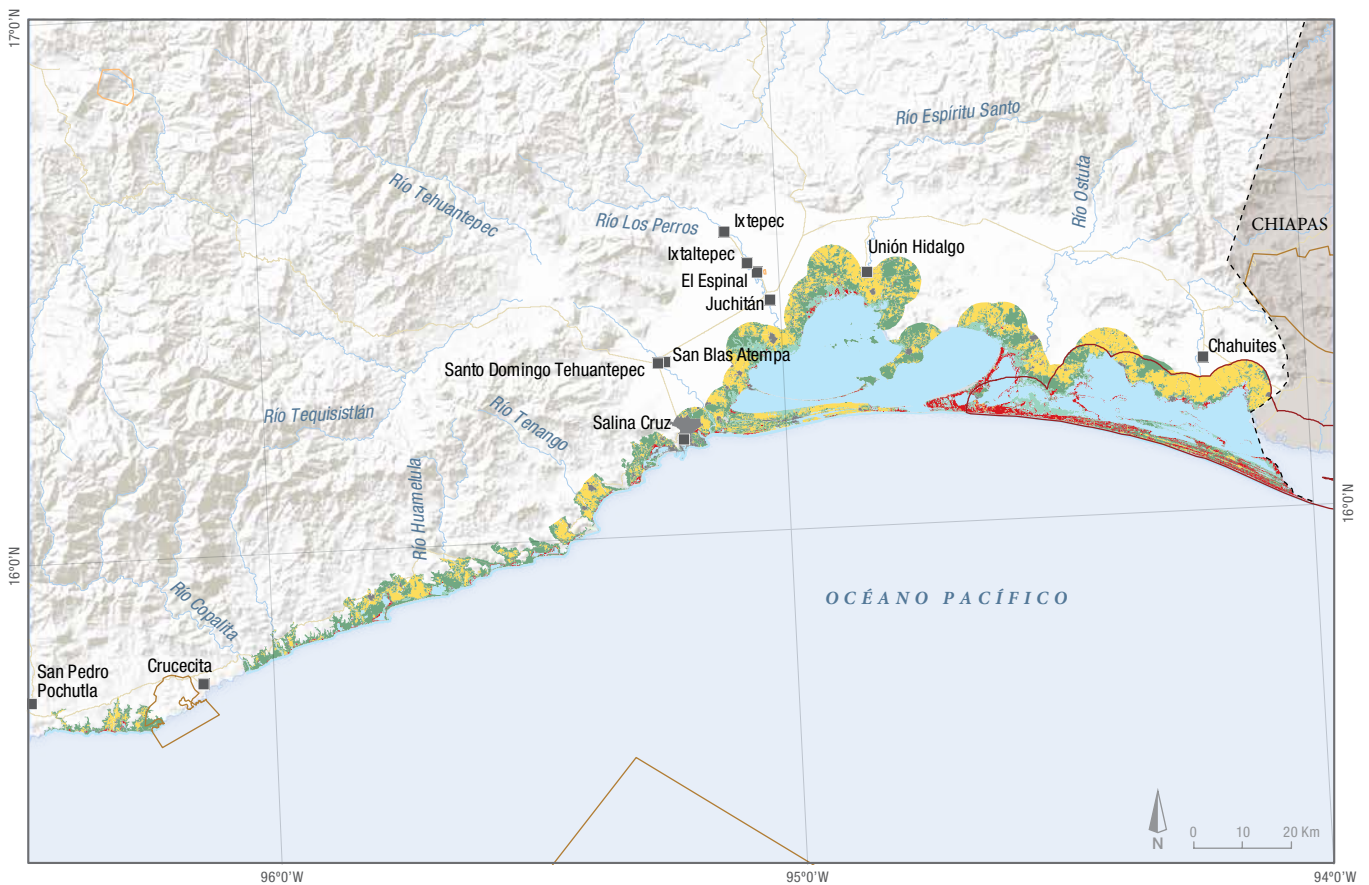 17°0'N
Río Espíritu Santo
Río Ostuta
Río Tehuantepec
Río Los Perros
Ixtepec
CHIAPAS
Unión Hidalgo
Ixtaltepec
El Espinal
Juchitán
Chahuites
San Blas Atempa
Santo Domingo Tehuantepec
Río Tequisistlán
Río Tenango
Salina Cruz
Río Huamelula
16°0'N
16°0'N
OCÉANO PACÍFICO
Río Copalita
San Pedro
Pochutla
Crucecita
N
0 10 20 Km
96°0'W
95°0'W
94°0'W